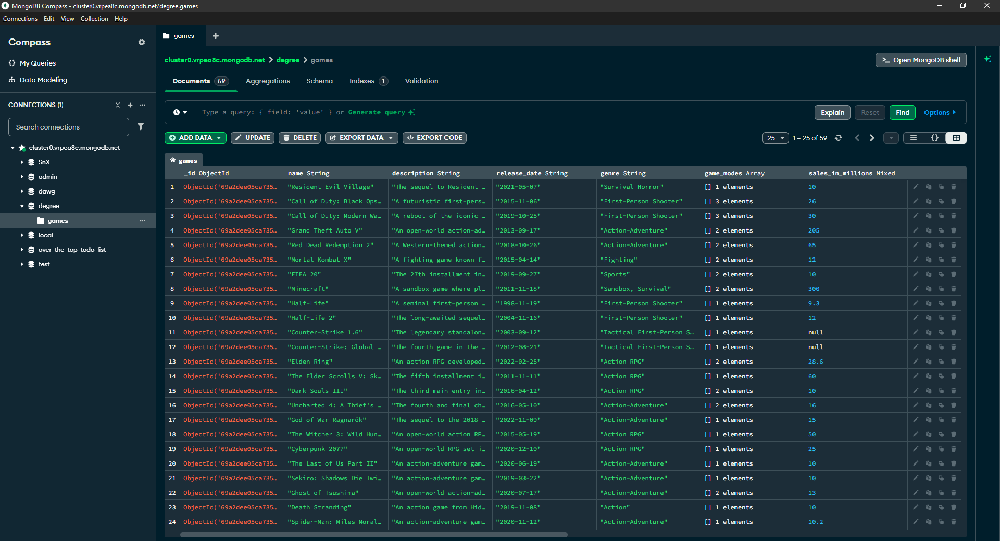 MongoDB Compass - cluster0.vrpea8c.mongodb.net/degree.games
Connections Edit View Collection Help
Compass
{} My Queries
Data Modeling
CONNECTIONS (1)
Search connections
cluster0.vrpea8c.mongodb.net
SnX
admin
dawg
degree
games
local
over_the_top_todo_list
test
games
cluster0.vrpea8c.mongodb.net > degree > games
>_ Open MongoDB shell
Documents 59 Aggregations Schema Indexes 1 Validation
Type a query: { field: 'value' } or Generate query
Explain Reset Find Options
ADD DATA UPDATE DELETE EXPORT DATA </> EXPORT CODE
25 1 – 25 of 59 {}
games
_id ObjectId name String description String release_date String genre String game_modes Array sales_in_millions Mixed
1 ObjectId('69a2dee05ca735… "Resident Evil Village" "The sequel to Resident … "2021-05-07" "Survival Horror" [] 1 elements 10
2 ObjectId('69a2dee05ca735… "Call of Duty: Black Ops… "A futuristic first-pers… "2015-11-06" "First-Person Shooter" [] 3 elements 26
3 ObjectId('69a2dee05ca735… "Call of Duty: Modern Wa… "A reboot of the iconic … "2019-10-25" "First-Person Shooter" [] 3 elements 30
4 ObjectId('69a2dee05ca735… "Grand Theft Auto V" "An open-world action-ad… "2013-09-17" "Action-Adventure" [] 2 elements 205
5 ObjectId('69a2dee05ca735… "Red Dead Redemption 2" "A Western-themed action… "2018-10-26" "Action-Adventure" [] 2 elements 65
6 ObjectId('69a2dee05ca735… "Mortal Kombat X" "A fighting game known f… "2015-04-14" "Fighting" [] 2 elements 12
7 ObjectId('69a2dee05ca735… "FIFA 20" "The 27th installment in… "2019-09-27" "Sports" [] 2 elements 10
8 ObjectId('69a2dee05ca735… "Minecraft" "A sandbox game where pl… "2011-11-18" "Sandbox, Survival" [] 2 elements 300
9 ObjectId('69a2dee05ca735… "Half-Life" "A seminal first-person … "1998-11-19" "First-Person Shooter" [] 1 elements 9.3
10 ObjectId('69a2dee05ca735… "Half-Life 2" "The long-awaited sequel… "2004-11-16" "First-Person Shooter" [] 1 elements 12
11 ObjectId('69a2dee05ca735… "Counter-Strike 1.6" "The legendary standalon… "2003-09-12" "Tactical First-Person S… [] 1 elements null
12 ObjectId('69a2dee05ca735… "Counter-Strike: Global … "The fourth game in the … "2012-08-21" "Tactical First-Person S… [] 1 elements null
13 ObjectId('69a2dee05ca735… "Elden Ring" "An action RPG developed… "2022-02-25" "Action RPG" [] 2 elements 28.6
14 ObjectId('69a2dee05ca735… "The Elder Scrolls V: Sk… "The fifth installment i… "2011-11-11" "Action RPG" [] 1 elements 60
15 ObjectId('69a2dee05ca735… "Dark Souls III" "The third main entry in… "2016-04-12" "Action RPG" [] 2 elements 10
16 ObjectId('69a2dee05ca735… "Uncharted 4: A Thief's … "The fourth and final ch… "2016-05-10" "Action-Adventure" [] 2 elements 16
17 ObjectId('69a2dee05ca735… "God of War Ragnarök" "The sequel to the 2018 … "2022-11-09" "Action-Adventure" [] 1 elements 15
18 ObjectId('69a2dee05ca735… "The Witcher 3: Wild Hun… "An open-world action RP… "2015-05-19" "Action RPG" [] 1 elements 50
19 ObjectId('69a2dee05ca735… "Cyberpunk 2077" "An open-world RPG set i… "2020-12-10" "Action RPG" [] 1 elements 25
20 ObjectId('69a2dee05ca735… "The Last of Us Part II" "An action-adventure gam… "2020-06-19" "Action-Adventure" [] 1 elements 10
21 ObjectId('69a2dee05ca735… "Sekiro: Shadows Die Twi… "An action-adventure gam… "2019-03-22" "Action-Adventure" [] 1 elements 10
22 ObjectId('69a2dee05ca735… "Ghost of Tsushima" "An open-world action-ad… "2020-07-17" "Action-Adventure" [] 2 elements 13
23 ObjectId('69a2dee05ca735… "Death Stranding" "An action game from Hid… "2019-11-08" "Action" [] 1 elements 10
24 ObjectId('69a2dee05ca735… "Spider-Man: Miles Moral… "An action-adventure gam… "2020-11-12" "Action-Adventure" [] 1 elements 10.2